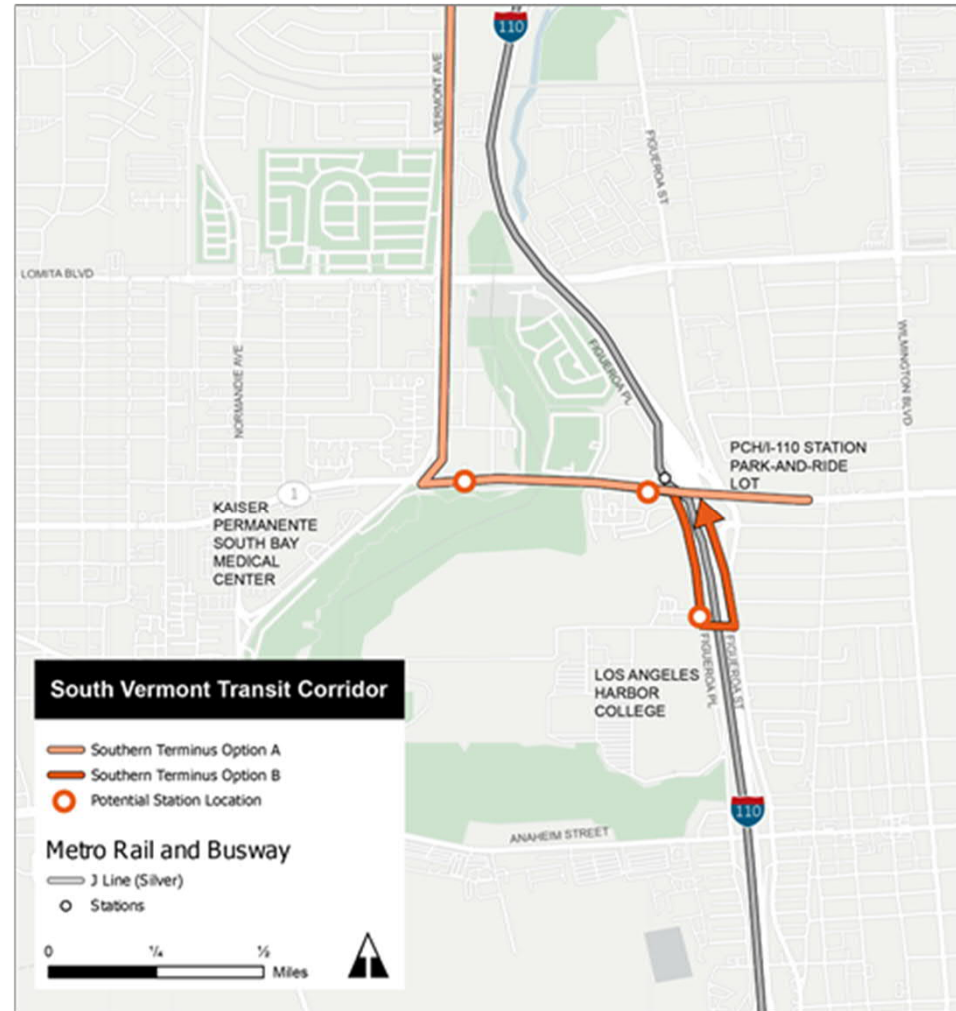 110
VERMONT AVE
FIGUEROA ST
LOMITA BLVD
FIGUEROA PL
WILMINGTON BLVD
NORMANDIE AVE
PCH/I-110 STATION
PARK-AND-RIDE
LOT
1
KAISER
PERMANENTE
SOUTH BAY
MEDICAL
CENTER
LOS ANGELES
HARBOR
COLLEGE
FIGUEROA PL
FIGUEROA ST
110
ANAHEIM STREET
South Vermont Transit Corridor
Southern Terminus Option A
Southern Terminus Option B
Potential Station Location
Metro Rail and Busway
J Line (Silver)
Stations
0 ¼ ½
Miles